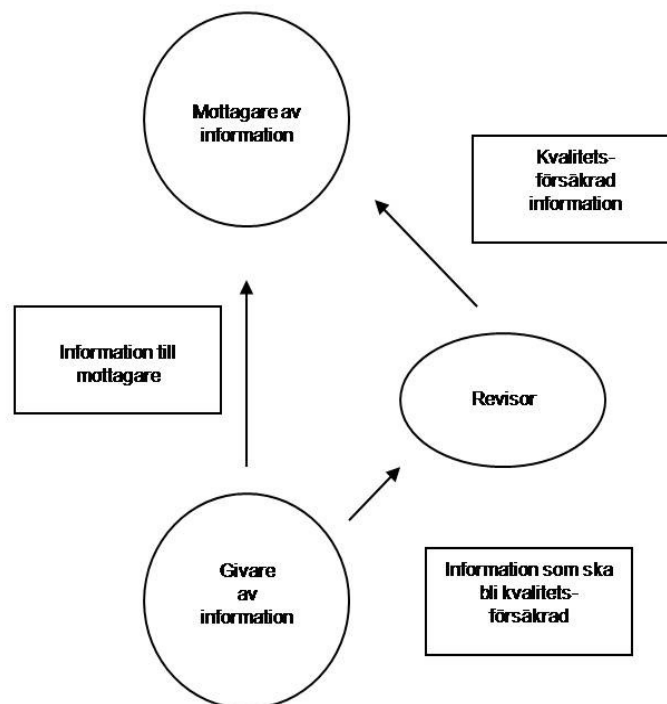 Mottagare av
information
Kvalitets-
försäkrad
information
Information till
mottagare
Revisor
Givare
av
information
Information som ska
bli kvalitets-
försäkrad